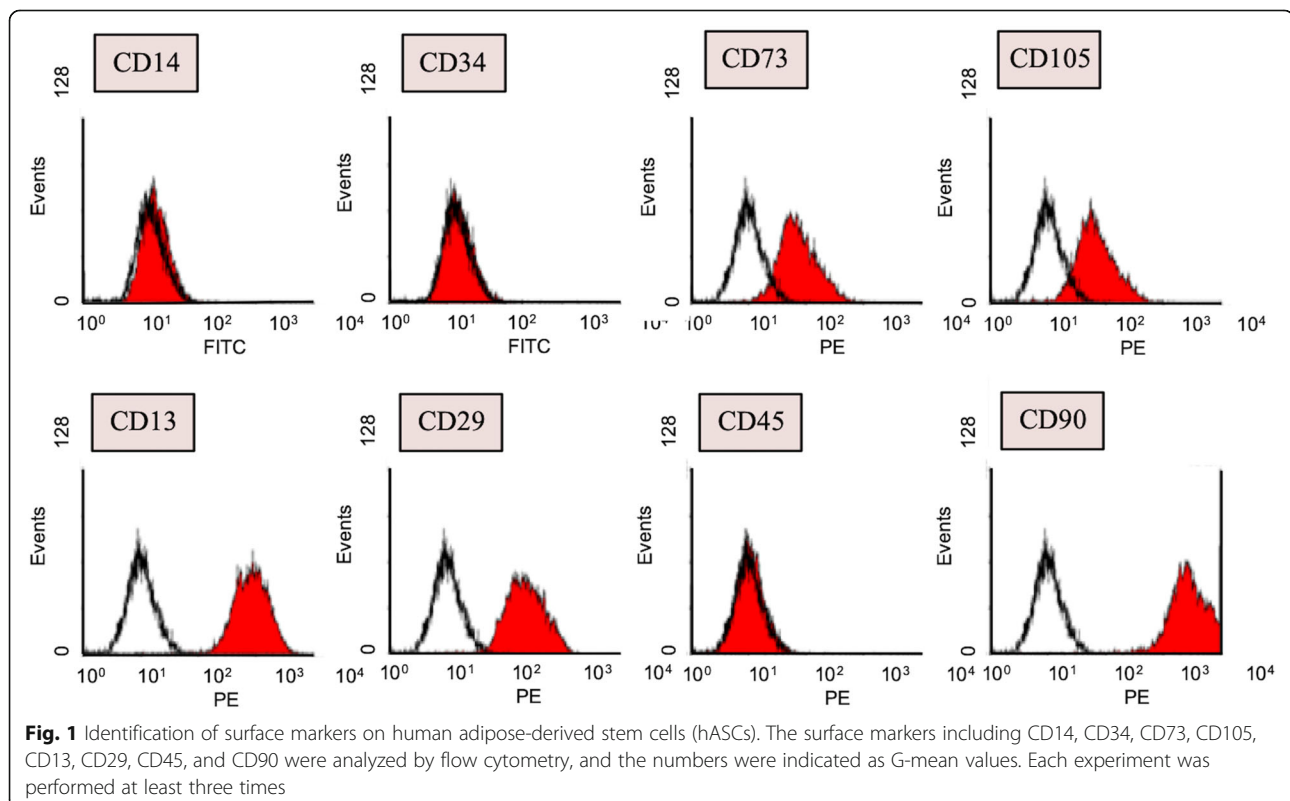 CD14
CD34
CD73
CD105
128
128
128
128
Events
Events
Events
Events
0
0
0
0
10⁰ 10¹ 10² 10³ 10⁴
10⁰ 10¹ 10² 10³ 10⁴
10⁰ 10¹ 10² 10³ 10⁴
10⁰ 10¹ 10² 10³ 10⁴
FITC
FITC
PE
PE
CD13
CD29
CD45
CD90
128
128
128
128
Events
Events
Events
Events
0
0
0
0
10⁰ 10¹ 10² 10³ 10⁴
10⁰ 10¹ 10² 10³ 10⁴
10⁰ 10¹ 10² 10³ 10⁴
10⁰ 10¹ 10² 10³ 10⁴
PE
PE
PE
PE
Fig. 1 Identification of surface markers on human adipose-derived stem cells (hASCs). The surface markers including CD14, CD34, CD73, CD105,
CD13, CD29, CD45, and CD90 were analyzed by flow cytometry, and the numbers were indicated as G-mean values. Each experiment was
performed at least three times